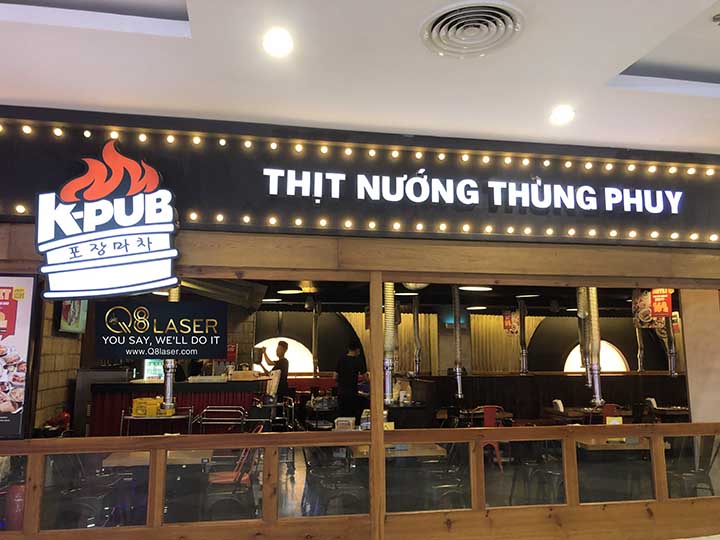 THỊT NƯỚNG THÙNG PHUY
K-PUB
포장마차
Q8 LASER
YOU SAY, WE'LL DO IT
www.Q8laser.com